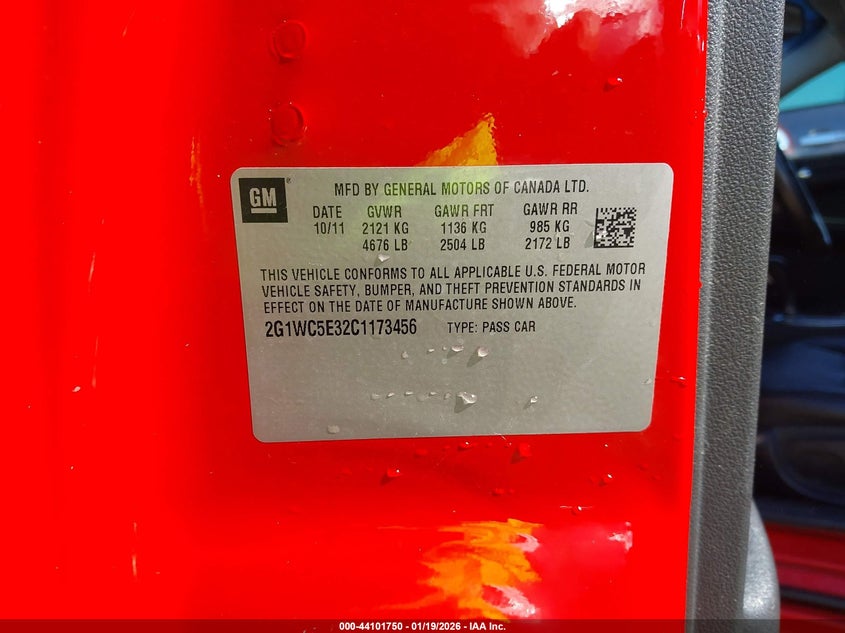 GM
MFD BY GENERAL MOTORS OF CANADA LTD.
DATE GVWR GAWR FRT GAWR RR
10/11 2121 KG 1136 KG 985 KG
4676 LB 2504 LB 2172 LB
THIS VEHICLE CONFORMS TO ALL APPLICABLE U.S. FEDERAL MOTOR
VEHICLE SAFETY, BUMPER, AND THEFT PREVENTION STANDARDS IN
EFFECT ON THE DATE OF MANUFACTURE SHOWN ABOVE.
2G1WC5E32C1173456 TYPE: PASS CAR
000-44101750 — 01/19/2026 — IAA Inc.